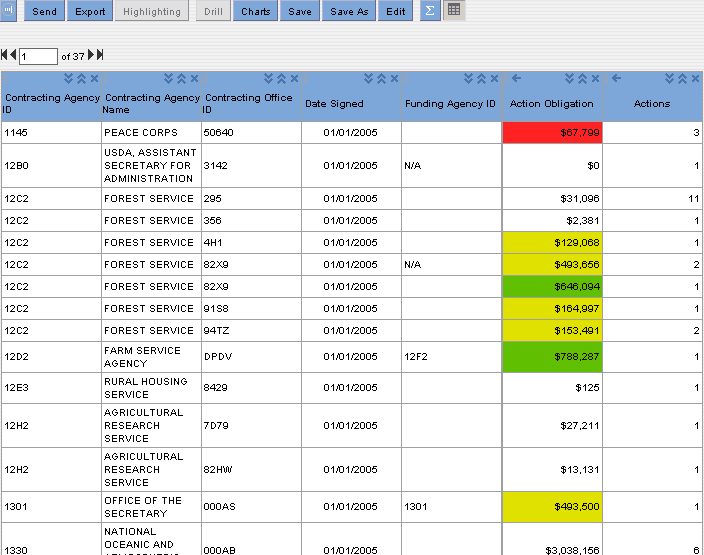 Send Export Highlighting Drill Charts Save Save As Edit Σ
1 of 37
Contracting Agency ID Contracting Agency Name Contracting Office ID Date Signed Funding Agency ID Action Obligation Actions
1145 PEACE CORPS 50640 01/01/2005 $67,799 3
12B0 USDA, ASSISTANT SECRETARY FOR ADMINISTRATION 3142 01/01/2005 N/A $0 1
12C2 FOREST SERVICE 295 01/01/2005 $31,096 11
12C2 FOREST SERVICE 356 01/01/2005 $2,381 1
12C2 FOREST SERVICE 4H1 01/01/2005 $129,068 1
12C2 FOREST SERVICE 82X9 01/01/2005 N/A $493,656 2
12C2 FOREST SERVICE 82X9 01/01/2005 $646,094 1
12C2 FOREST SERVICE 91S8 01/01/2005 $164,997 1
12C2 FOREST SERVICE 94TZ 01/01/2005 $153,491 2
12D2 FARM SERVICE AGENCY DPDV 01/01/2005 12F2 $788,287 1
12E3 RURAL HOUSING SERVICE 8429 01/01/2005 $125 1
12H2 AGRICULTURAL RESEARCH SERVICE 7D79 01/01/2005 $27,211 1
12H2 AGRICULTURAL RESEARCH SERVICE 82HW 01/01/2005 $13,131 1
1301 OFFICE OF THE SECRETARY 000AS 01/01/2005 1301 $493,500 1
1330 NATIONAL OCEANIC AND 000AB 01/01/2005 $3,038,156 6